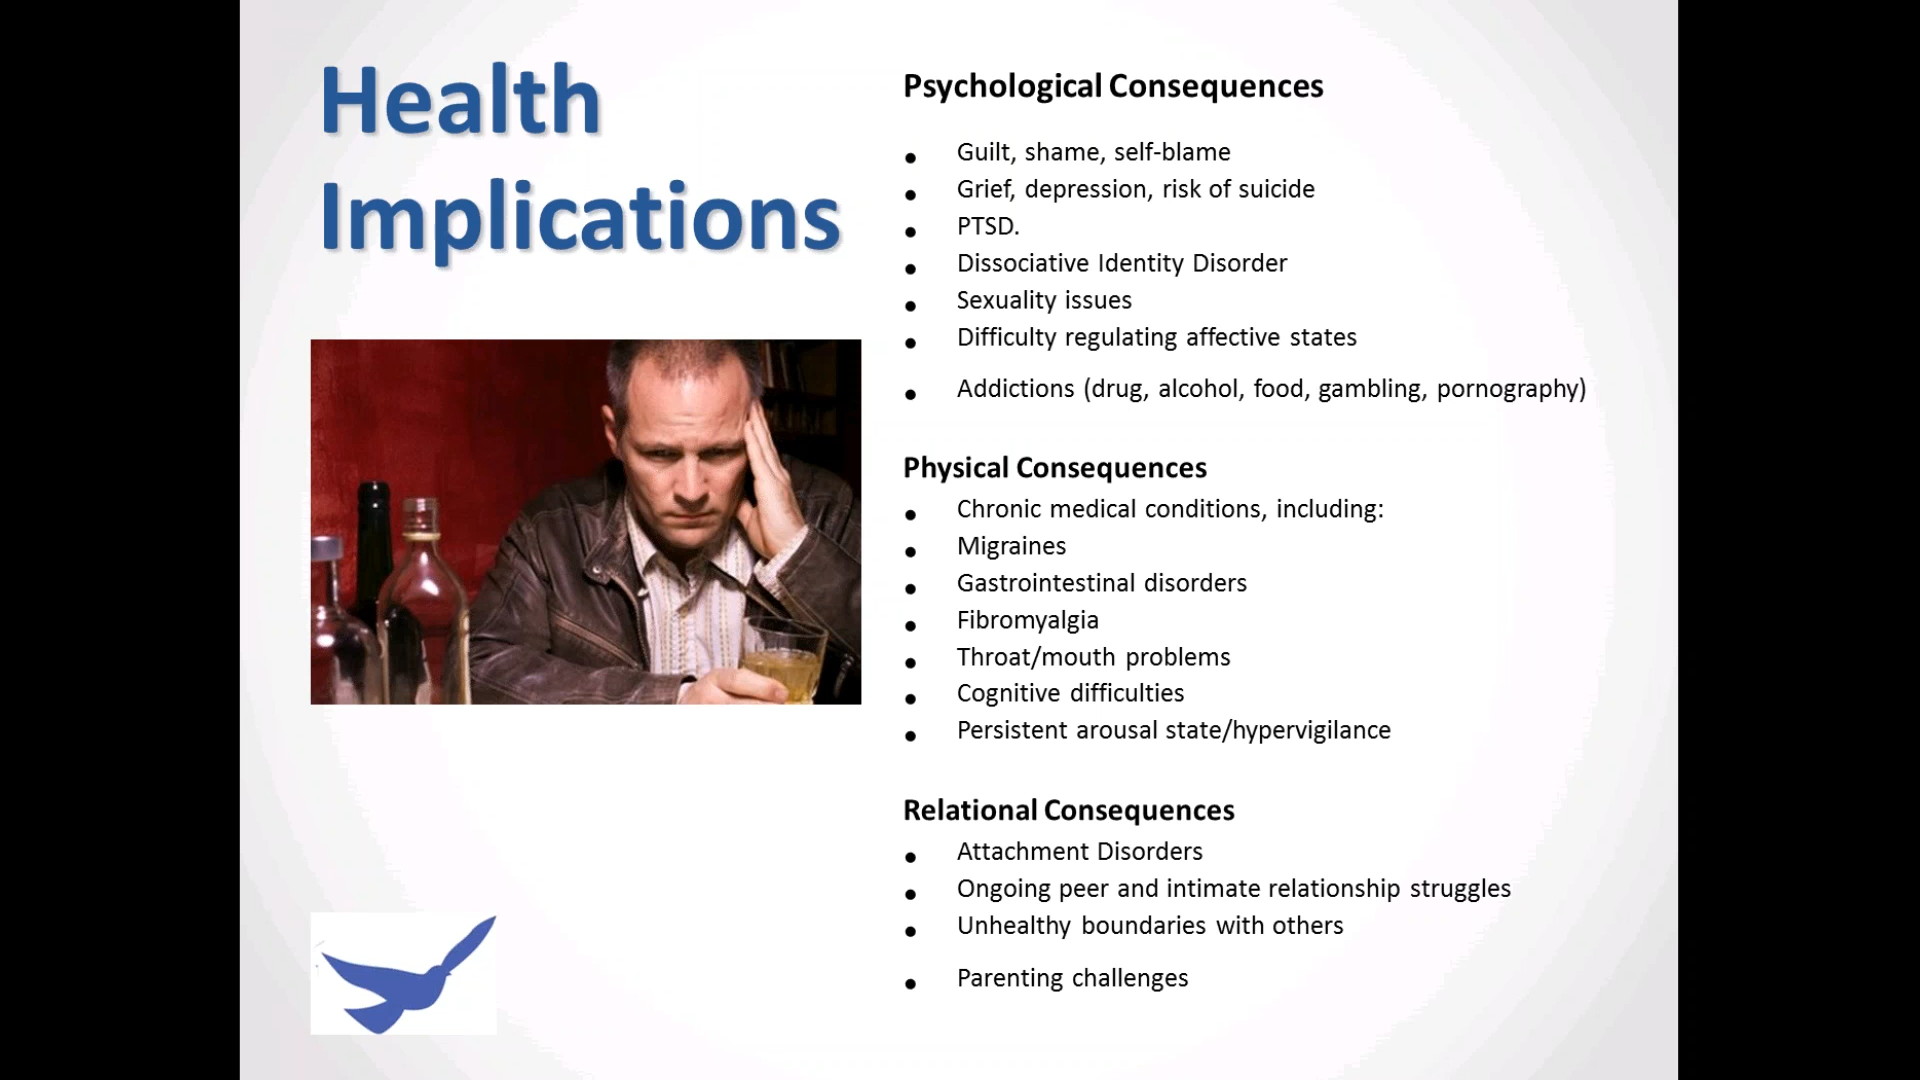 Health
Implications
Psychological Consequences
• Guilt, shame, self-blame
• Grief, depression, risk of suicide
• PTSD.
• Dissociative Identity Disorder
• Sexuality issues
• Difficulty regulating affective states
• Addictions (drug, alcohol, food, gambling, pornography)
Physical Consequences
• Chronic medical conditions, including:
• Migraines
• Gastrointestinal disorders
• Fibromyalgia
• Throat/mouth problems
• Cognitive difficulties
• Persistent arousal state/hypervigilance
Relational Consequences
• Attachment Disorders
• Ongoing peer and intimate relationship struggles
• Unhealthy boundaries with others
• Parenting challenges